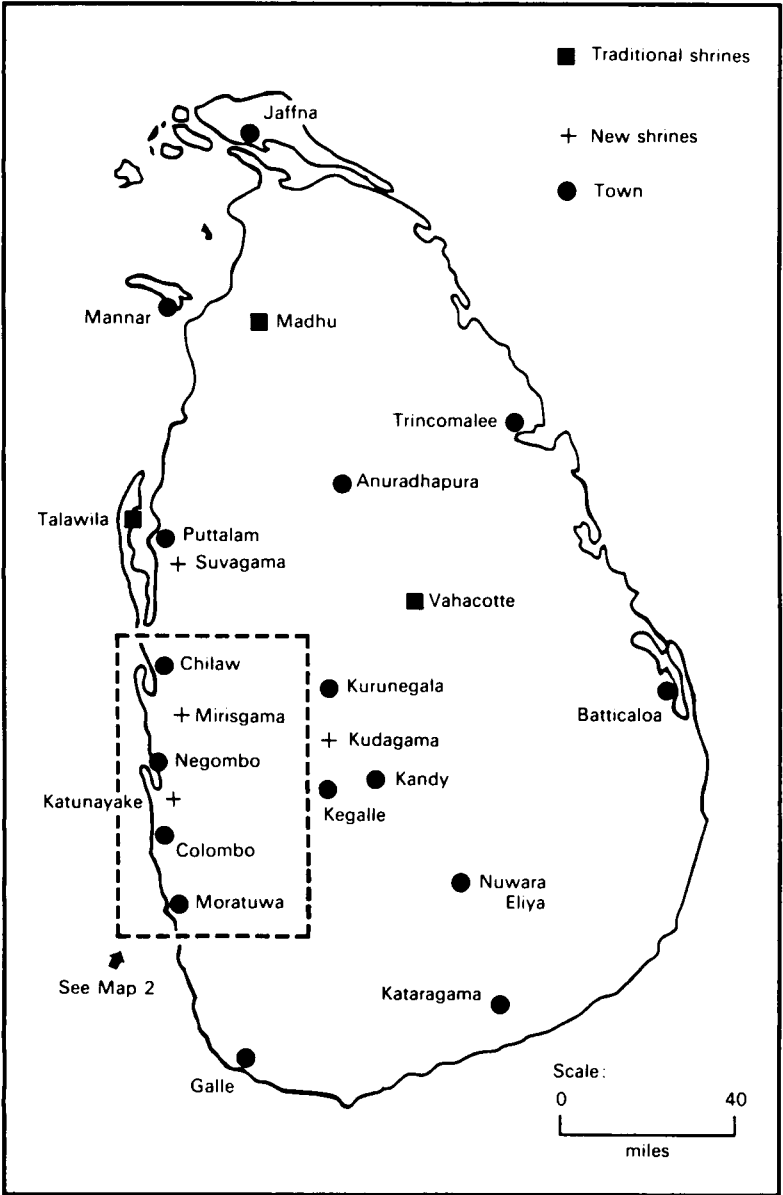 Traditional shrines
New shrines
Town
Jaffna
Mannar
Madhu
Trincomalee
Anuradhapura
Talawila
Puttalam
Suvagama
Vahacotte
Chilaw
Kurunegala
Mirisgama
Batticaloa
Kudagama
Negombo
Kandy
Katunayake
Kegalle
Colombo
Nuwara
Eliya
Moratuwa
See Map 2
Kataragama
Galle
Scale:
0 40
miles